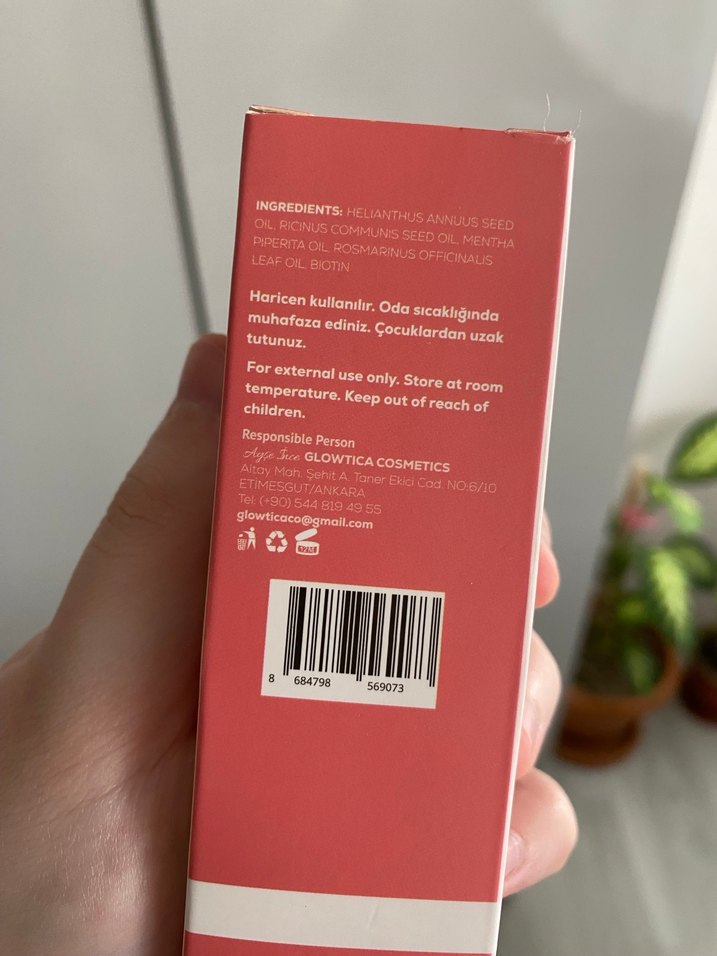 INGREDIENTS: HELIANTHUS ANNUUS SEED
OIL, RICINUS COMMUNIS SEED OIL, MENTHA
PIPERITA OIL, ROSMARINUS OFFICINALIS
LEAF OIL, BIOTIN
Haricen kullanılır. Oda sıcaklığında
muhafaza ediniz. Çocuklardan uzak
tutunuz.
For external use only. Store at room
temperature. Keep out of reach of
children.
Responsible Person
Ayşe İnce GLOWTICA COSMETICS
Altay Mah. Şehit A. Taner Ekici Cad. NO:6/10
ETİMESGUT/ANKARA
Tel: (+90) 544 819 49 55
glowticaco@gmail.com
12M
8 684798 569073